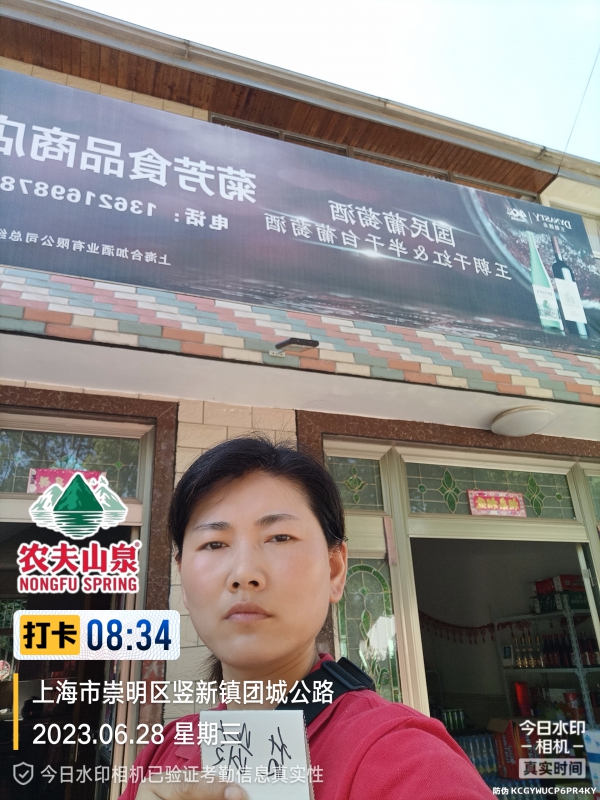 菊芳食品商店
电话：1362169878
国民葡萄酒
王朝干红&半干白葡萄酒
DYNASTY
上海合加酒业有限公司总经
农夫山泉
NONGFU SPRING
打卡 08:34
上海市崇明区竖新镇团城公路
2023.06.28 星期三
今日水印相机已验证考勤信息真实性
今日水印
-相机-
真实时间
防伪 KCGYWUCP6PR4KY